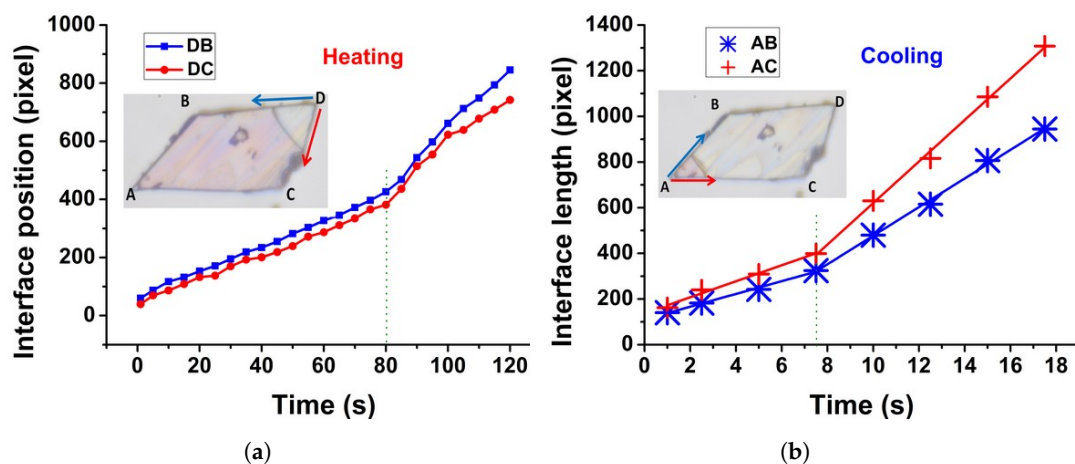 1000
800
600
400
200
0
Interface position (pixel)
DB
DC
Heating
B
D
A
C
0 20 40 60 80 100 120
Time (s)
(a)
1400
1200
1000
800
600
400
200
0
Interface length (pixel)
AB
AC
Cooling
B
D
A
C
0 2 4 6 8 10 12 14 16 18
Time (s)
(b)